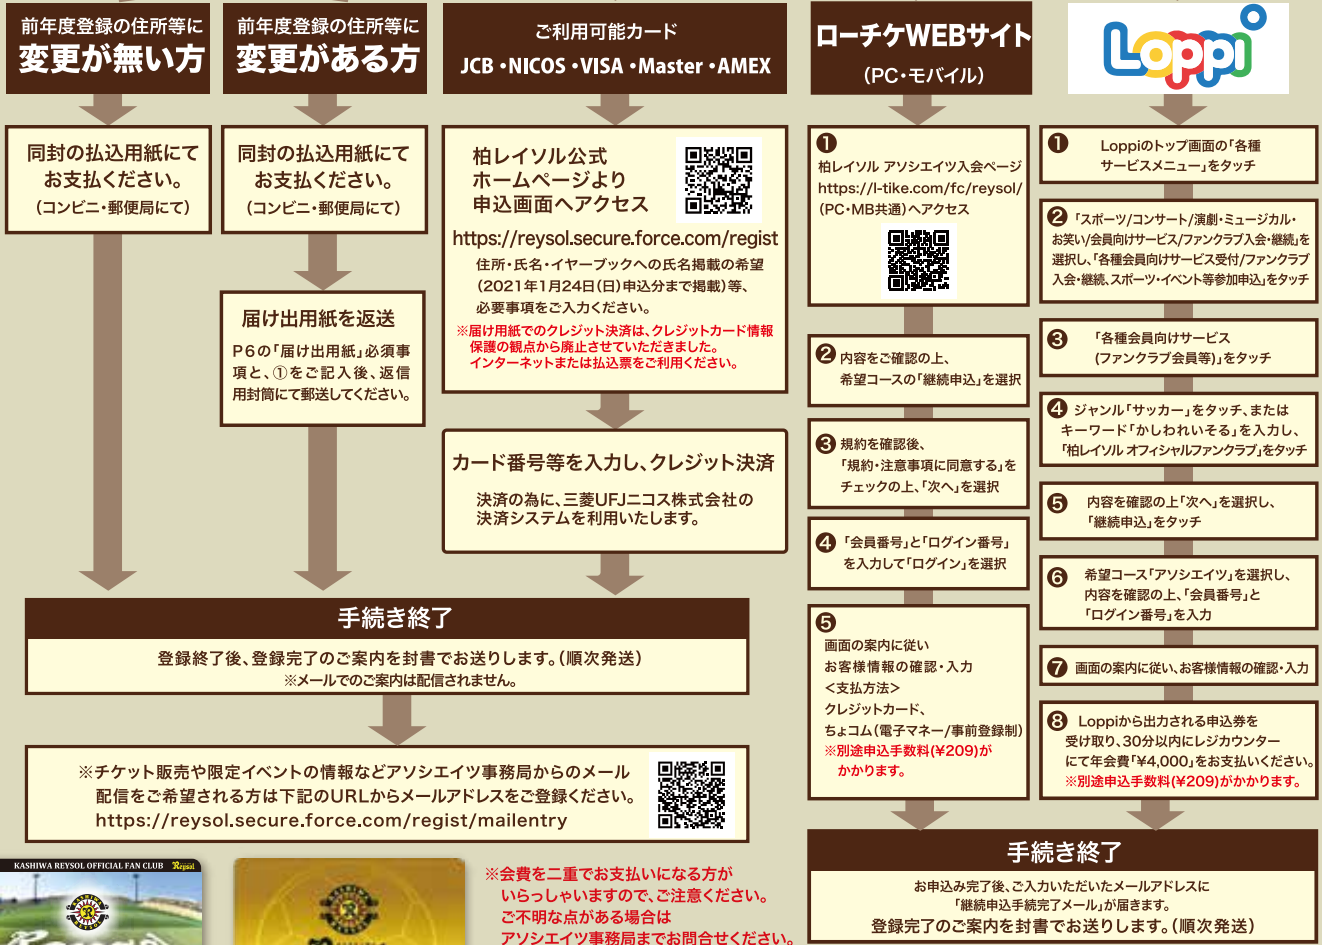 前年度登録の住所等に
変更が無い方
同封の払込用紙にて
お支払ください。
(コンビニ・郵便局にて)
前年度登録の住所等に
変更がある方
同封の払込用紙にて
お支払ください。
(コンビニ・郵便局にて)
届け出用紙を返送
P6の「届け出用紙」必須事
項と、①をご記入後、返信
用封筒にて郵送してください。
ご利用可能カード
JCB・NICOS・VISA・Master・AMEX
柏レイソル公式
ホームページより
申込画面へアクセス
https://reysol.secure.force.com/regist
住所・氏名・イヤーブックへの氏名掲載の希望
(2021年1月24日(日)申込分まで掲載)等、
必要事項をご入力ください。
※届け用紙でのクレジット決済は、クレジットカード情報
保護の観点から廃止させていただきました。
インターネットまたは払込票をご利用ください。
カード番号等を入力し、クレジット決済
決済の為に、三菱UFJニコス株式会社の
決済システムを利用いたします。
手続き終了
登録終了後、登録完了のご案内を封書でお送りします。(順次発送)
※メールでのご案内は配信されません。
※チケット販売や限定イベントの情報などアソシエイツ事務局からのメール
配信をご希望される方は下記のURLからメールアドレスをご登録ください。
https://reysol.secure.force.com/regist/mailentry
KASHIWA REYSOL OFFICIAL FAN CLUB Reysol
※会費を二重でお支払いになる方が
いらっしゃいますので、ご注意ください。
ご不明な点がある場合は
アソシエイツ事務局までお問合せください。
ローチケWEBサイト
(PC・モバイル)
❶
柏レイソル アソシエイツ入会ページ
https://l-tike.com/fc/reysol/
(PC・MB共通)へアクセス
❷ 内容をご確認の上、
希望コースの「継続申込」を選択
❸ 規約を確認後、
「規約・注意事項に同意する」を
チェックの上、「次へ」を選択
❹ 「会員番号」と「ログイン番号」
を入力して「ログイン」を選択
❺
画面の案内に従い
お客様情報の確認・入力
<支払方法>
クレジットカード、
ちょコム(電子マネー/事前登録制)
※別途申込手数料(¥209)が
かかります。
Loppi
❶ Loppiのトップ画面の「各種
サービスメニュー」をタッチ
❷ 「スポーツ/コンサート/演劇・ミュージカル・
お笑い/会員向けサービス/ファンクラブ入会・継続」を
選択し、「各種会員向けサービス受付/ファンクラブ
入会・継続、スポーツ・イベント等参加申込」をタッチ
❸ 「各種会員向けサービス
(ファンクラブ会員等)」をタッチ
❹ ジャンル「サッカー」をタッチ、または
キーワード「かしわれいそる」を入力し、
「柏レイソル オフィシャルファンクラブ」をタッチ
❺ 内容を確認の上「次へ」を選択し、
「継続申込」をタッチ
❻ 希望コース「アソシエイツ」を選択し、
内容を確認の上、「会員番号」と
「ログイン番号」を入力
❼ 画面の案内に従い、お客様情報の確認・入力
❽ Loppiから出力される申込券を
受け取り、30分以内にレジカウンター
にて年会費「¥4,000」をお支払いください。
※別途申込手数料(¥209)がかかります。
手続き終了
お申込み完了後、ご入力いただいたメールアドレスに
「継続申込手続完了メール」が届きます。
登録完了のご案内を封書でお送りします。(順次発送)